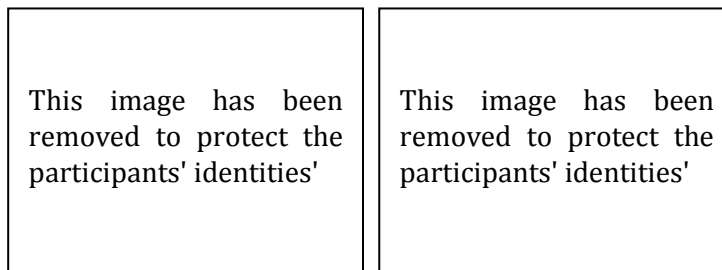 This image has been
removed to protect the
participants' identities'
This image has been
removed to protect the
participants' identities'